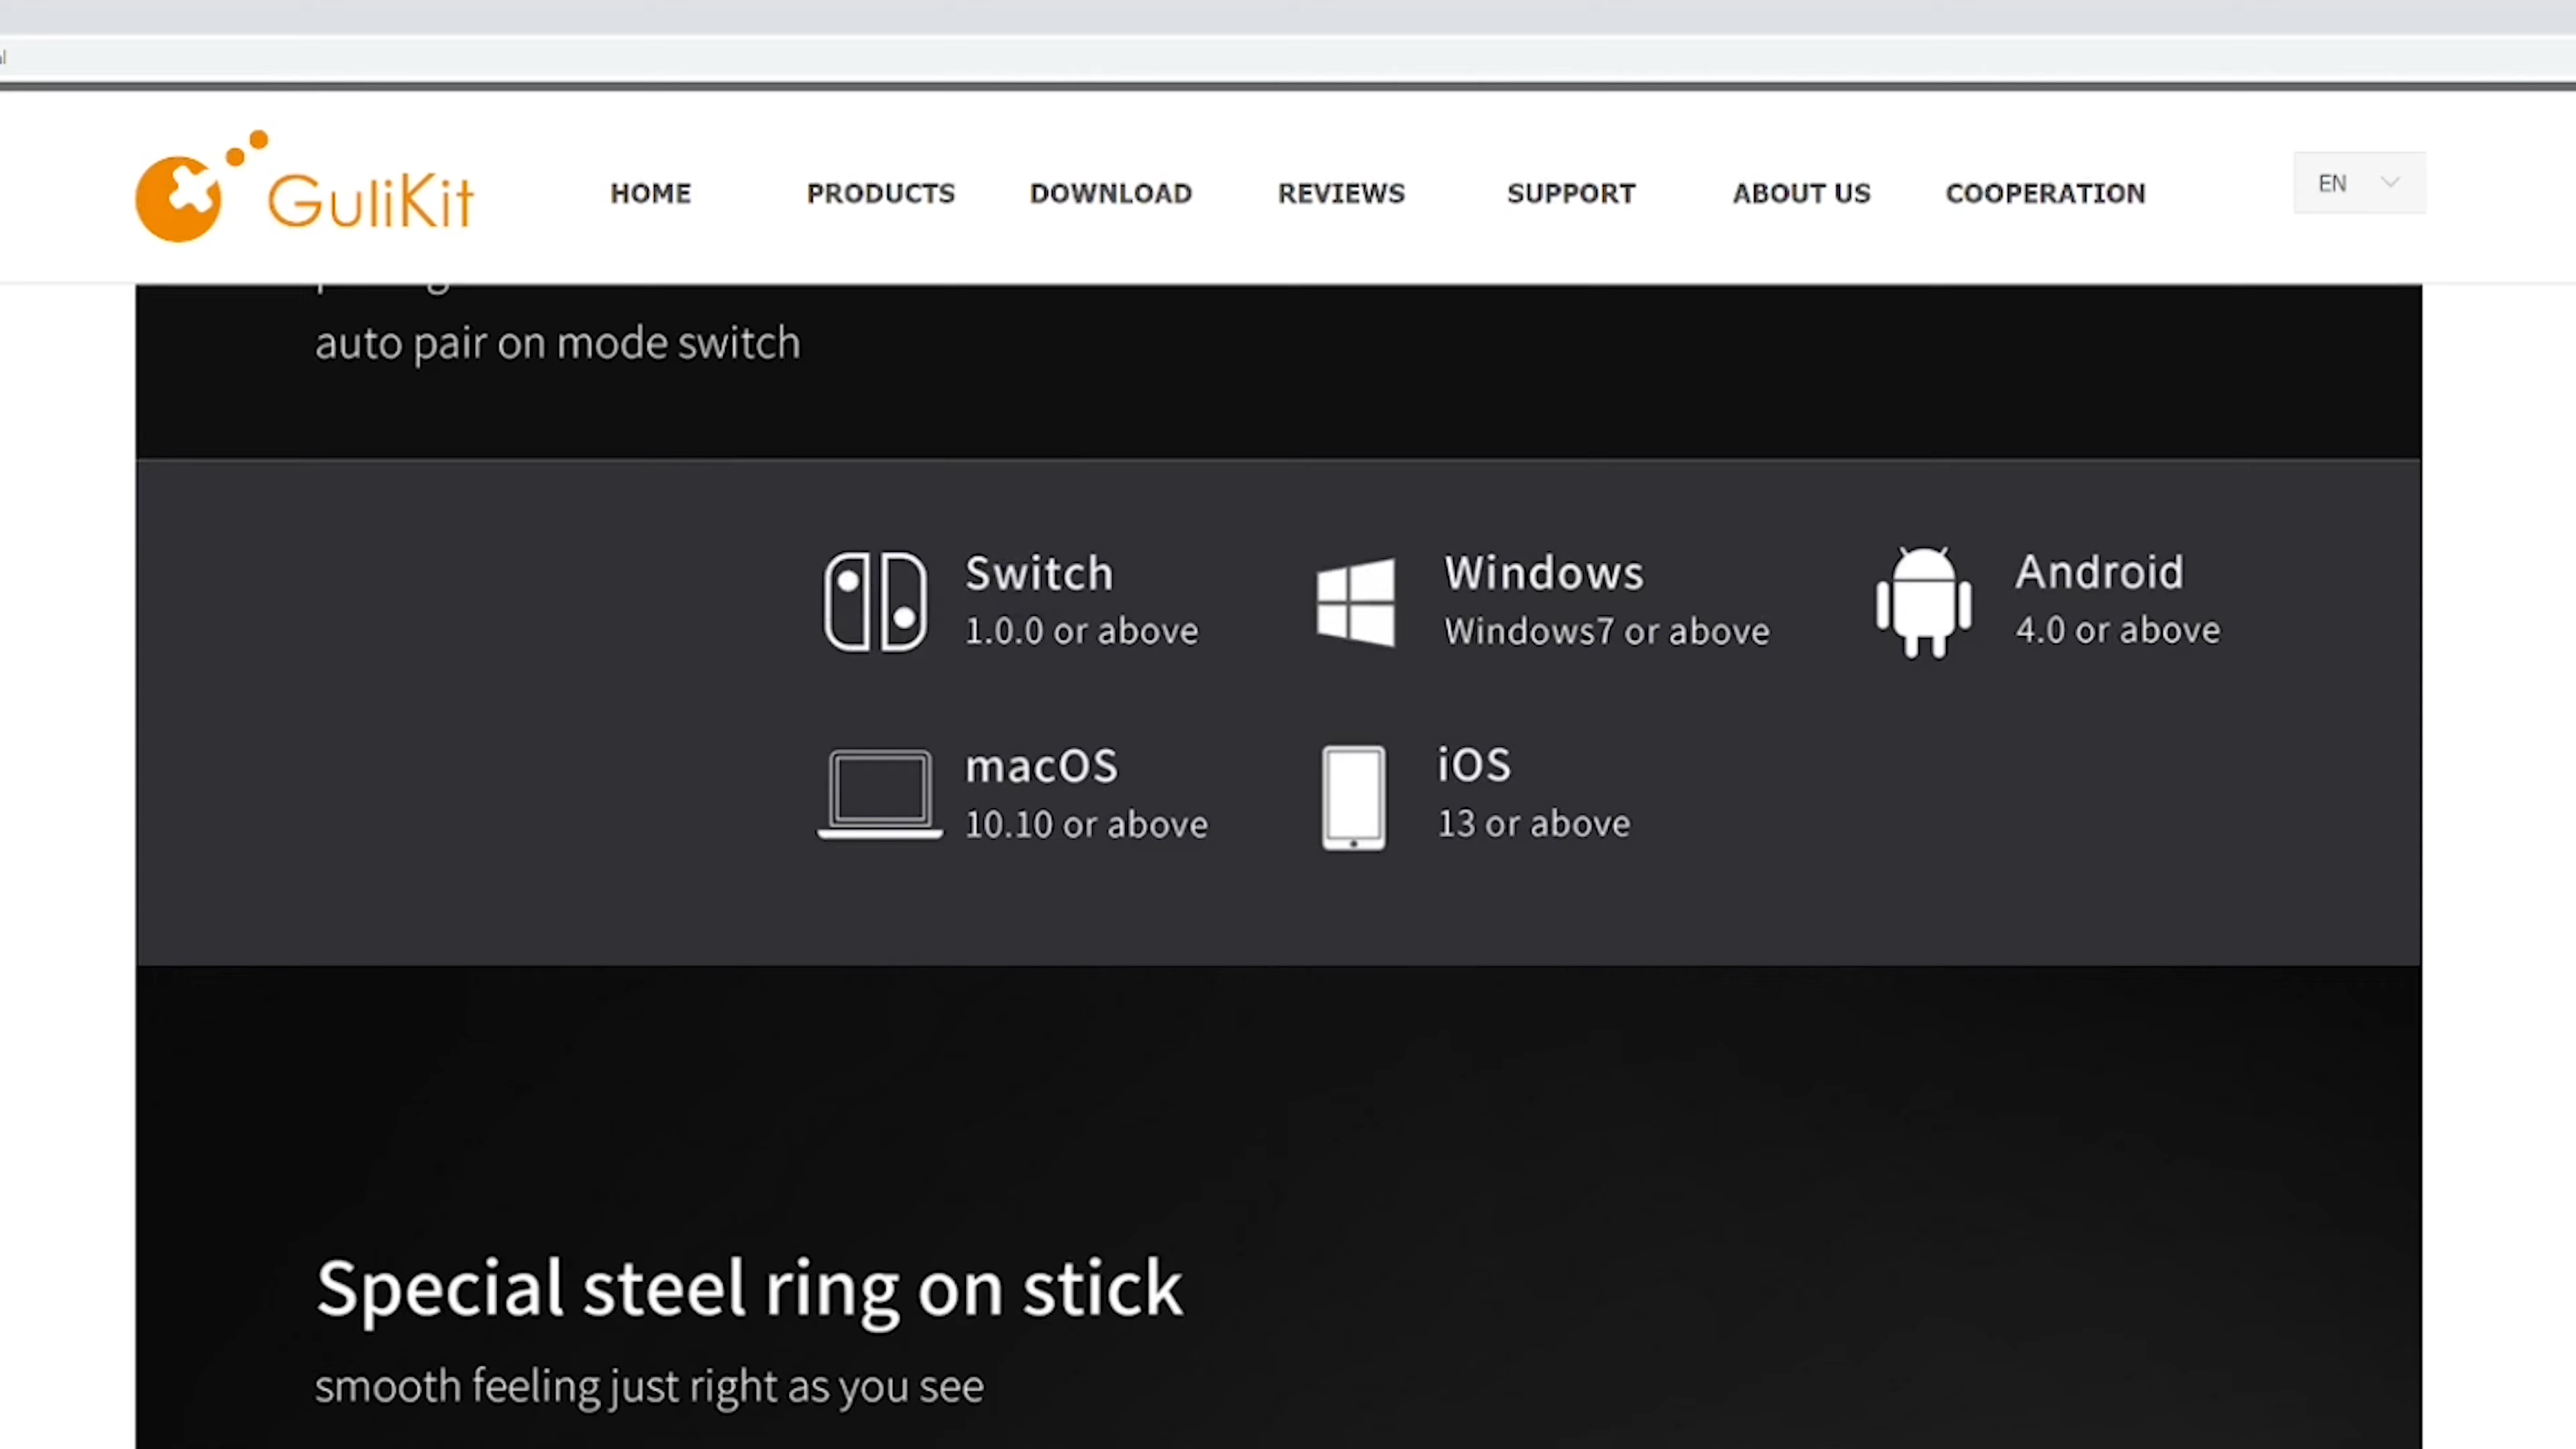 GuliKit
HOME PRODUCTS DOWNLOAD REVIEWS SUPPORT ABOUT US COOPERATION EN
auto pair on mode switch
Switch
1.0.0 or above
Windows
Windows7 or above
Android
4.0 or above
macOS
10.10 or above
iOS
13 or above
Special steel ring on stick
smooth feeling just right as you see